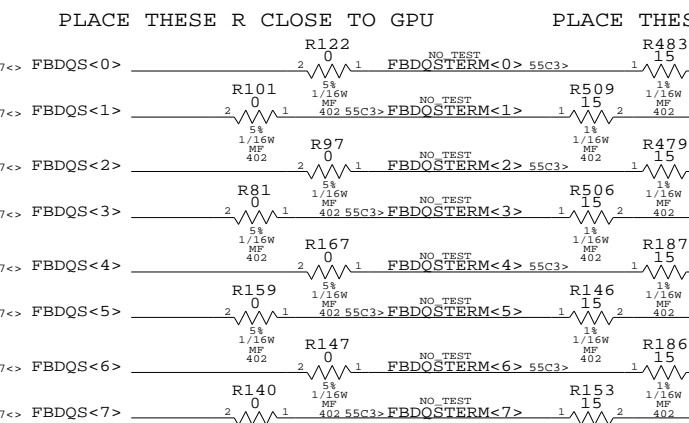 PLACE THESE R CLOSE TO GPU PLACE THES
R122 R483
7<> FBDQS<0> 2 0 1 NO_TEST FBDQSTERM<0> 55C3> 1 15
5% 1/16W MF 402 1% 1/16W MF 402
R101 R509
7<> FBDQS<1> 2 0 1 55C3> NO_TEST FBDQSTERM<1> 1 15 2
5% 1/16W MF 402 1% 1/16W MF 402
R97 R479
7<> FBDQS<2> 2 0 1 NO_TEST FBDQSTERM<2> 55C3> 1 15
5% 1/16W MF 402 1% 1/16W MF 402
R81 R506
7<> FBDQS<3> 2 0 1 55C3> NO_TEST FBDQSTERM<3> 1 15 2
5% 1/16W MF 402 1% 1/16W MF 402
R167 R187
7<> FBDQS<4> 2 0 1 NO_TEST FBDQSTERM<4> 55C3> 1 15
5% 1/16W MF 402 1% 1/16W MF 402
R159 R146
7<> FBDQS<5> 2 0 1 55C3> NO_TEST FBDQSTERM<5> 1 15 2
5% 1/16W MF 402 1% 1/16W MF 402
R147 R186
7<> FBDQS<6> 2 0 1 NO_TEST FBDQSTERM<6> 55C3> 1 15
5% 1/16W MF 402 1% 1/16W MF 402
R140 R153
7<> FBDQS<7> 2 0 1 55C3> NO_TEST FBDQSTERM<7> 1 15 2